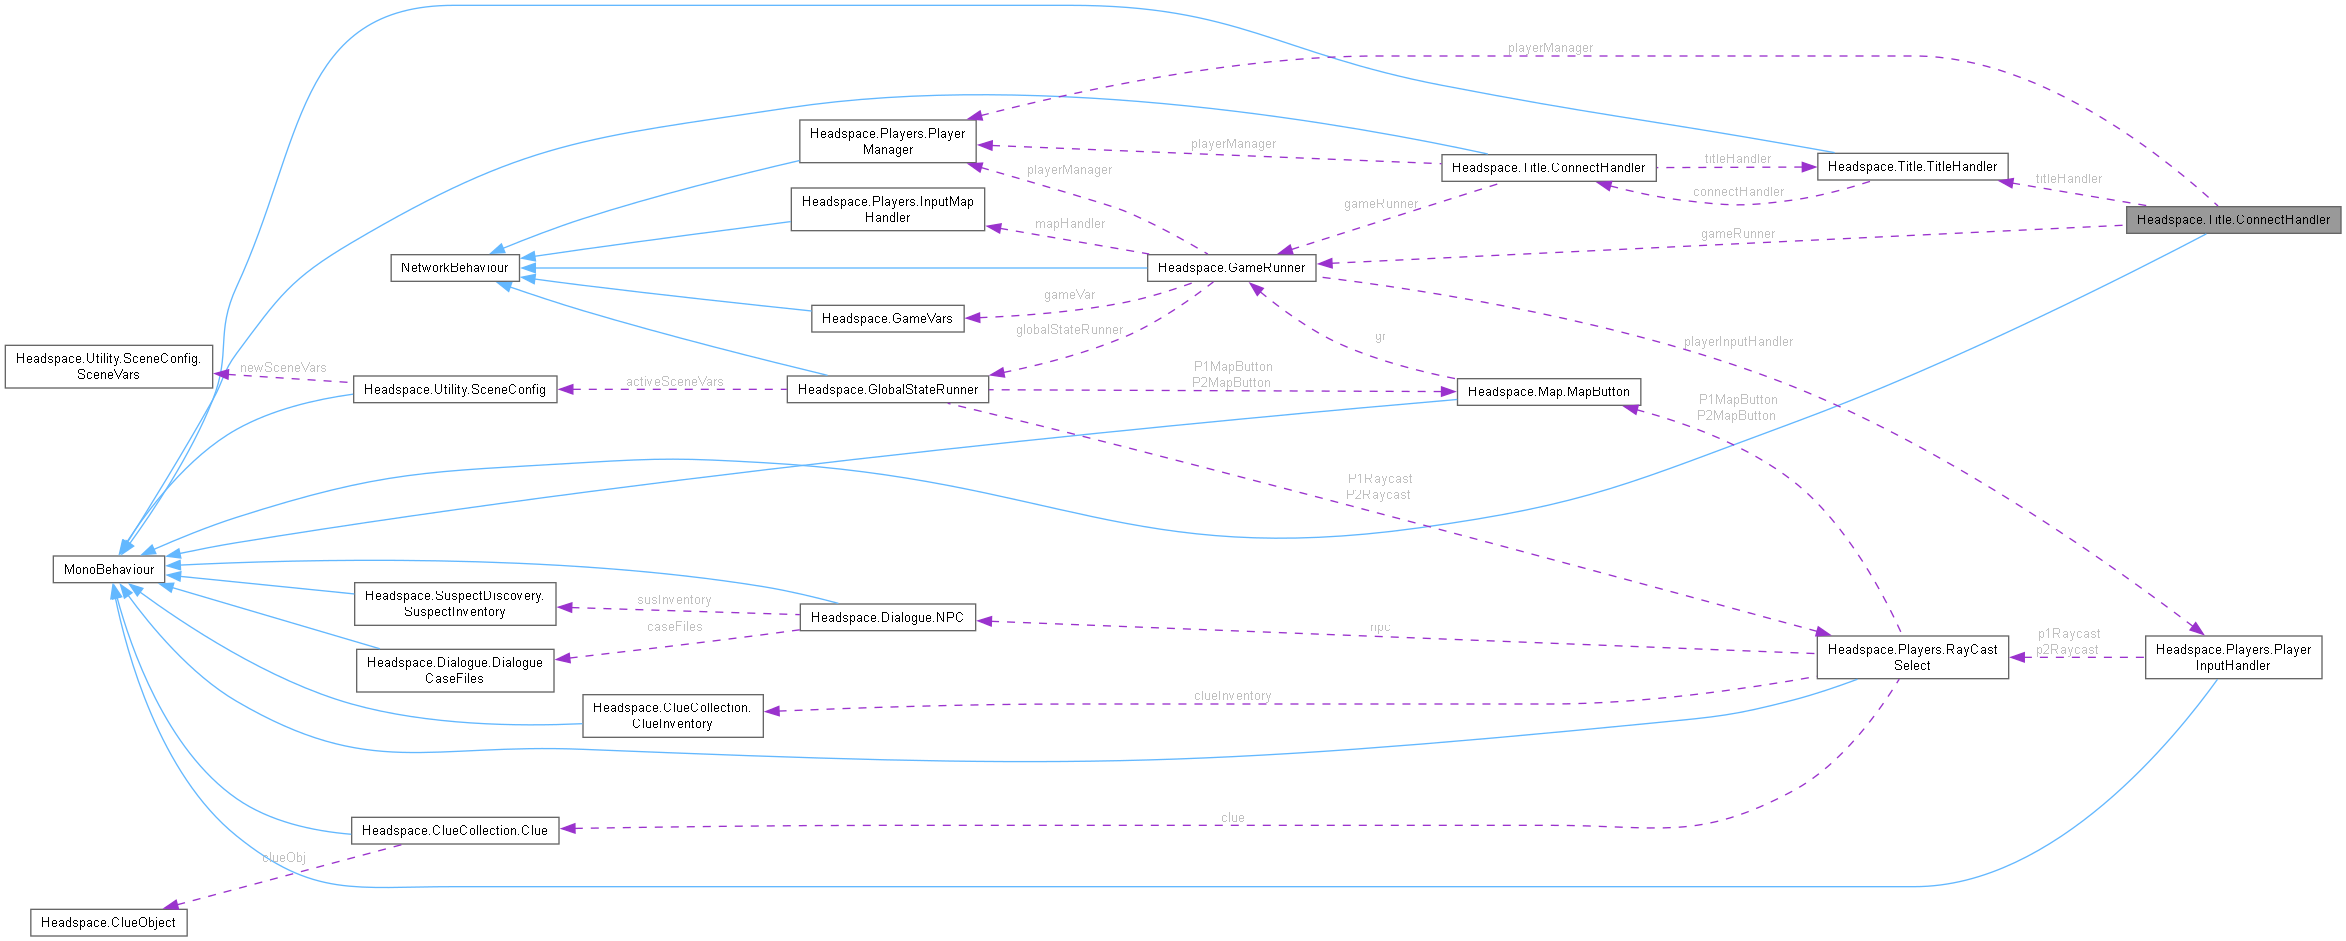 playerManager
Headspace.Players.Player
Manager
playerManager
Headspace.Title.ConnectHandler
titleHandler
Headspace.Title.TitleHandler
playerManager
connectHandler
titleHandler
Headspace.Players.InputMap
Handler
gameRunner
Headspace.Title.ConnectHandler
mapHandler
gameRunner
NetworkBehaviour
Headspace.GameRunner
gameVar
Headspace.GameVars
globalStateRunner
gr
playerInputHandler
Headspace.Utility.SceneConfig.
SceneVars
newSceneVars
Headspace.Utility.SceneConfig
activeSceneVars
Headspace.GlobalStateRunner
P1MapButton
P2MapButton
Headspace.Map.MapButton
P1MapButton
P2MapButton
P1Raycast
P2Raycast
MonoBehaviour
Headspace.SuspectDiscovery.
SuspectInventory
susInventory
Headspace.Dialogue.NPC
caseFiles
npc
Headspace.Dialogue.Dialogue
CaseFiles
Headspace.Players.RayCast
Select
p1Raycast
p2Raycast
Headspace.Players.Player
InputHandler
Headspace.ClueCollection.
ClueInventory
clueInventory
Headspace.ClueCollection.Clue
clue
clueObj
Headspace.ClueObject